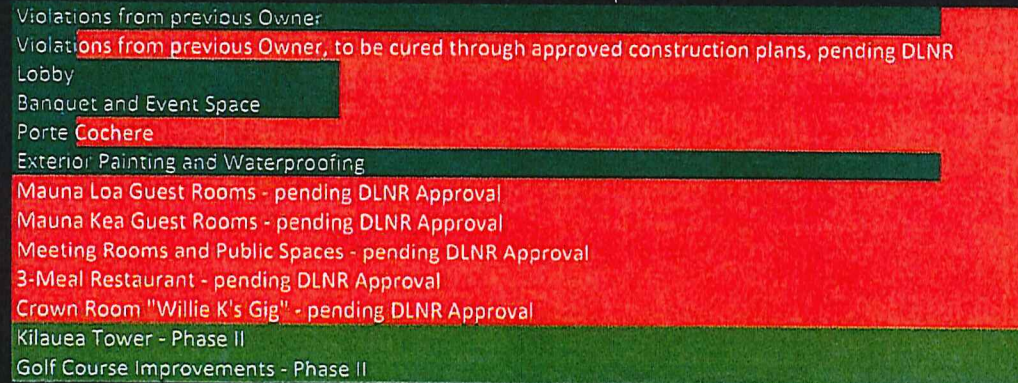 Violations from previous Owner
Violations from previous Owner, to be cured through approved construction plans, pending DLNR
Lobby
Banquet and Event Space
Porte Cochere
Exterior Painting and Waterproofing
Mauna Loa Guest Rooms - pending DLNR Approval
Mauna Kea Guest Rooms - pending DLNR Approval
Meeting Rooms and Public Spaces - pending DLNR Approval
3-Meal Restaurant - pending DLNR Approval
Crown Room "Willie K's Gig" - pending DLNR Approval
Kilauea Tower - Phase II
Golf Course Improvements - Phase II